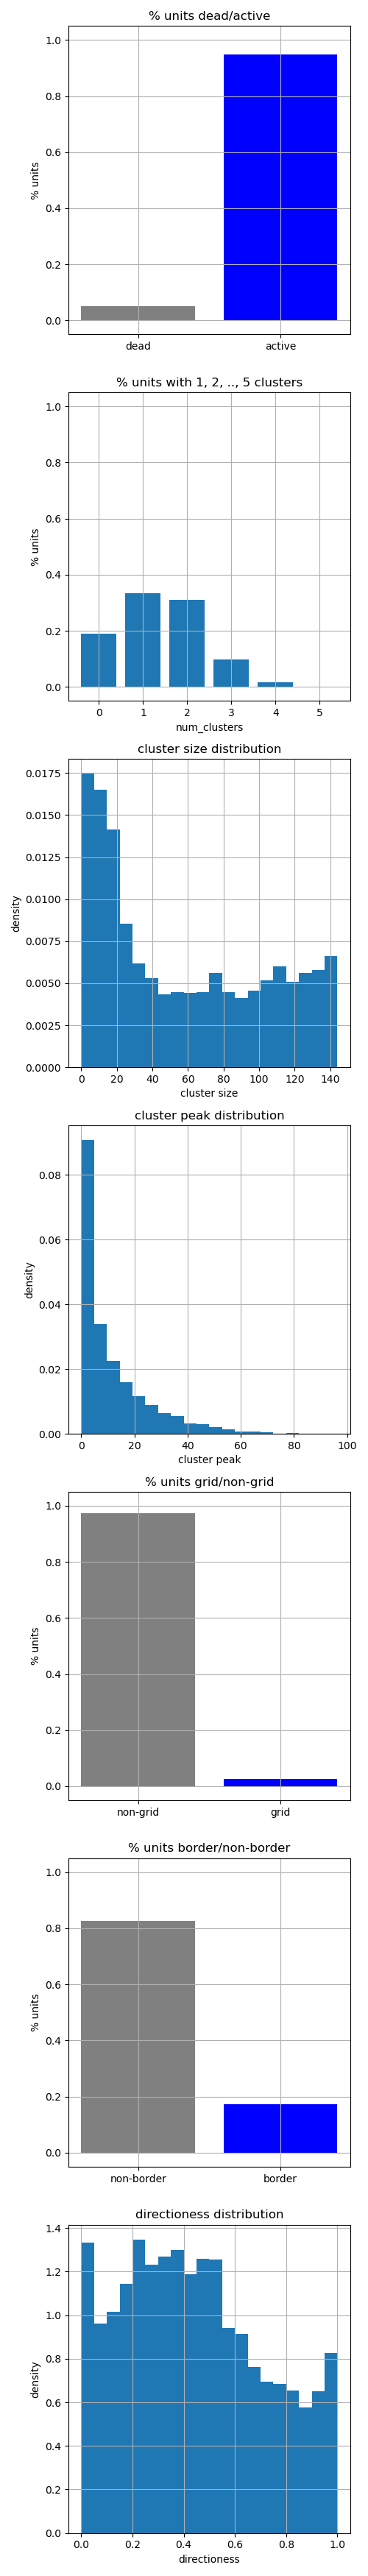 % units dead/active
1.0
0.8
0.6
0.4
0.2
0.0
% units
dead active
% units with 1, 2, .., 5 clusters
1.0
0.8
0.6
0.4
0.2
0.0
% units
0 1 2 3 4 5
num_clusters
cluster size distribution
0.0175
0.0150
0.0125
0.0100
0.0075
0.0050
0.0025
0.0000
density
0 20 40 60 80 100 120 140
cluster size
cluster peak distribution
0.08
0.06
0.04
0.02
0.00
density
0 20 40 60 80 100
cluster peak
% units grid/non-grid
1.0
0.8
0.6
0.4
0.2
0.0
% units
non-grid grid
% units border/non-border
1.0
0.8
0.6
0.4
0.2
0.0
% units
non-border border
directioness distribution
1.4
1.2
1.0
0.8
0.6
0.4
0.2
0.0
density
0.0 0.2 0.4 0.6 0.8 1.0
directioness